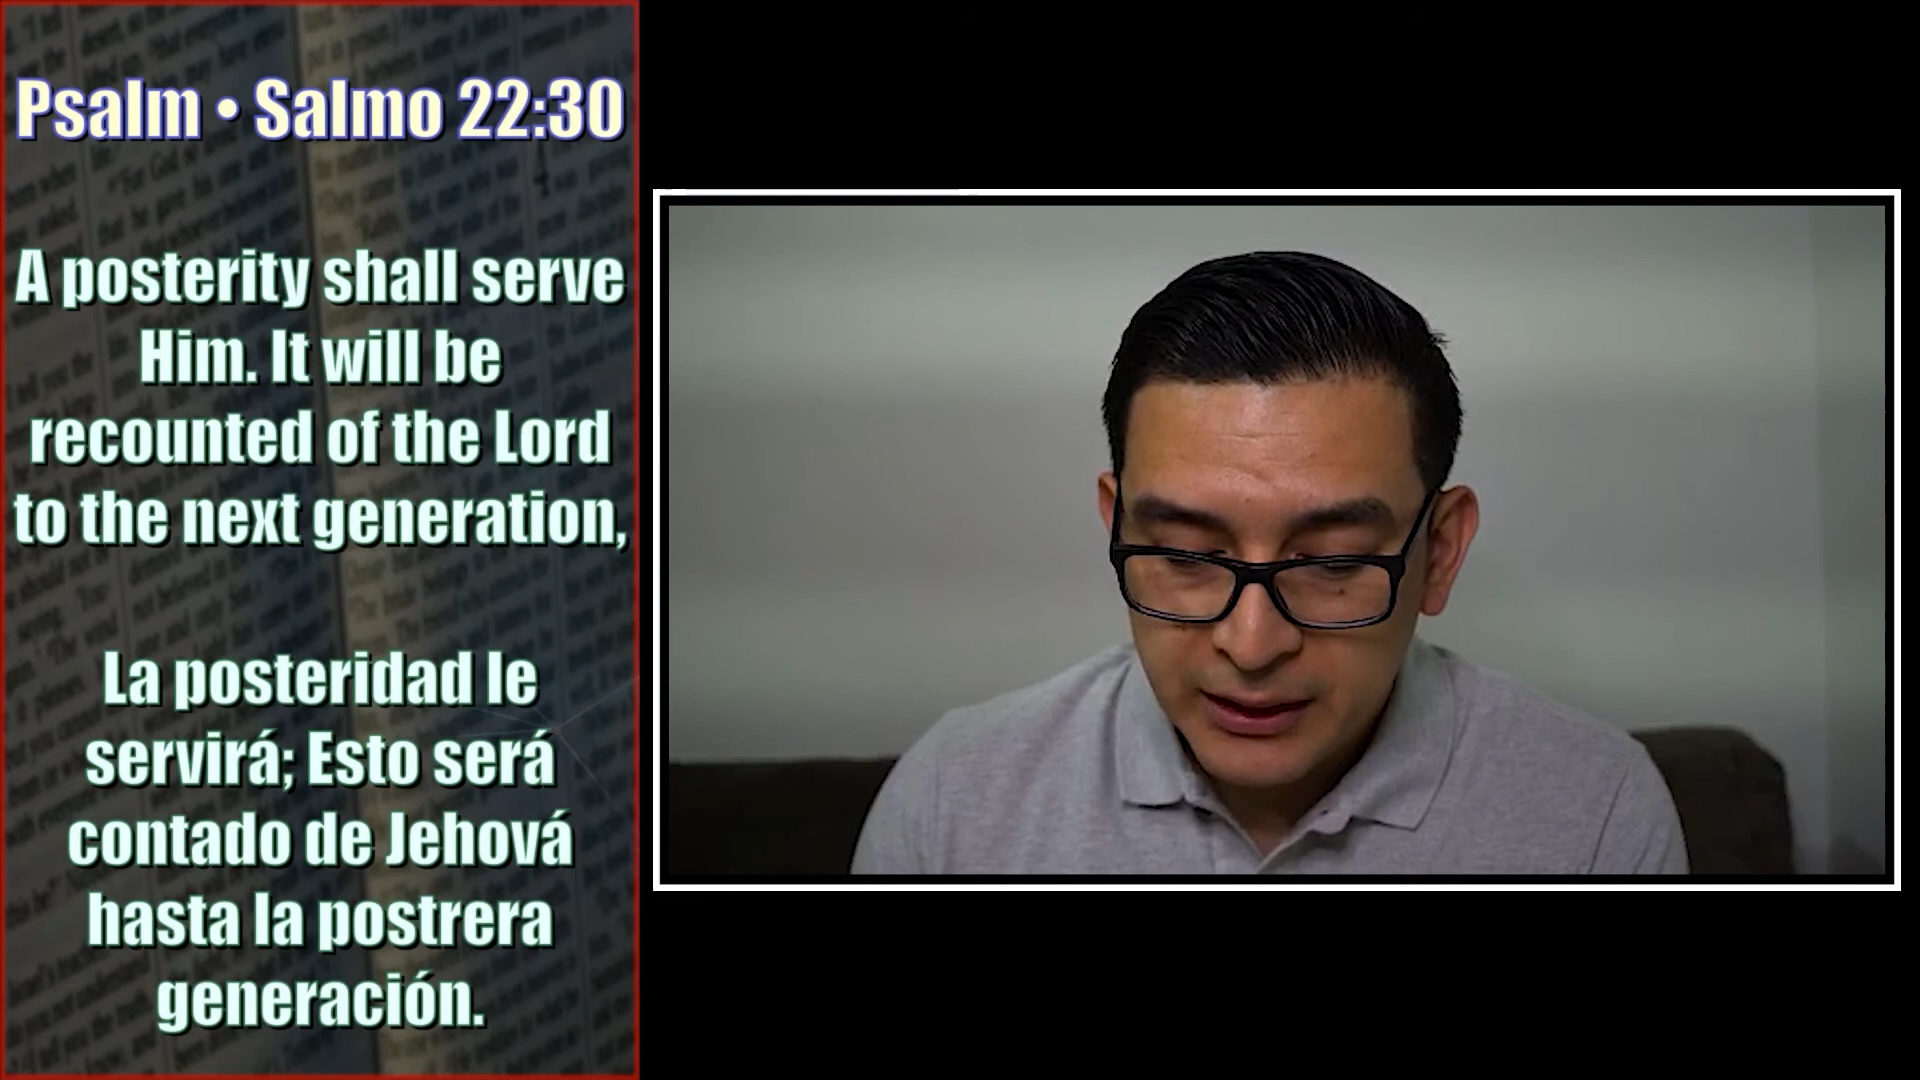 Psalm • Salmo 22:30
A posterity shall serve
Him. It will be
recounted of the Lord
to the next generation,
La posteridad le
servirá; Esto será
contado de Jehová
hasta la postrera
generación.